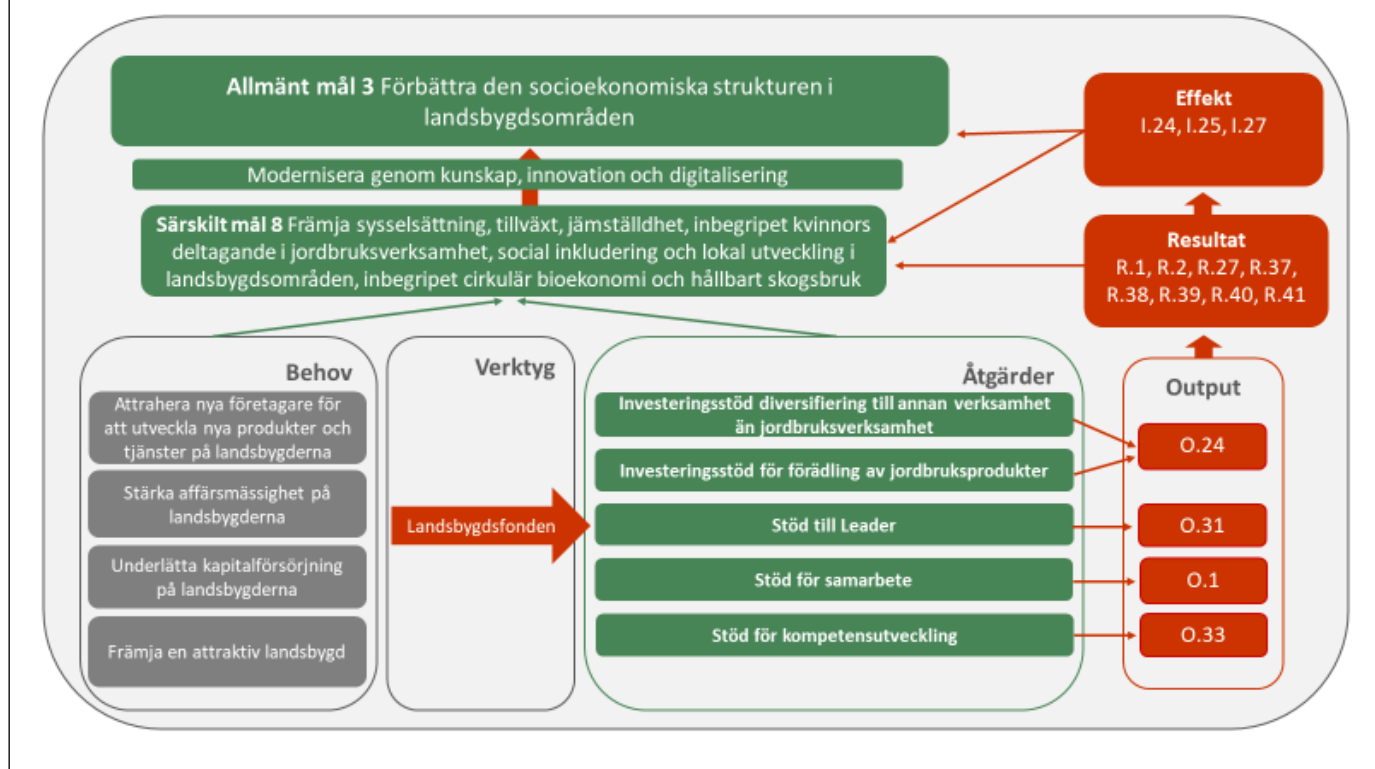 Allmänt mål 3 Förbättra den socioekonomiska strukturen i
landsbygdsområden
Modernisera genom kunskap, innovation och digitalisering
Särskilt mål 8 Främja sysselsättning, tillväxt, jämställdhet, inbegripet kvinnors
deltagande i jordbruksverksamhet, social inkludering och lokal utveckling i
landsbygdsområden, inbegripet cirkulär bioekonomi och hållbart skogsbruk
Effekt
I.24, I.25, I.27
Resultat
R.1, R.2, R.27, R.37,
R.38, R.39, R.40, R.41
Behov
Attrahera nya företagare för
att utveckla nya produkter och
tjänster på landsbygderna
Stärka affärsmässighet på
landsbygderna
Underlätta kapitalförsörjning
på landsbygderna
Främja en attraktiv landsbygd
Verktyg
Landsbygdsfonden
Åtgärder
Investeringsstöd diversifiering till annan verksamhet
än jordbruksverksamhet
Investeringsstöd för förädling av jordbruksprodukter
Stöd till Leader
Stöd för samarbete
Stöd för kompetensutveckling
Output
O.24
O.31
O.1
O.33